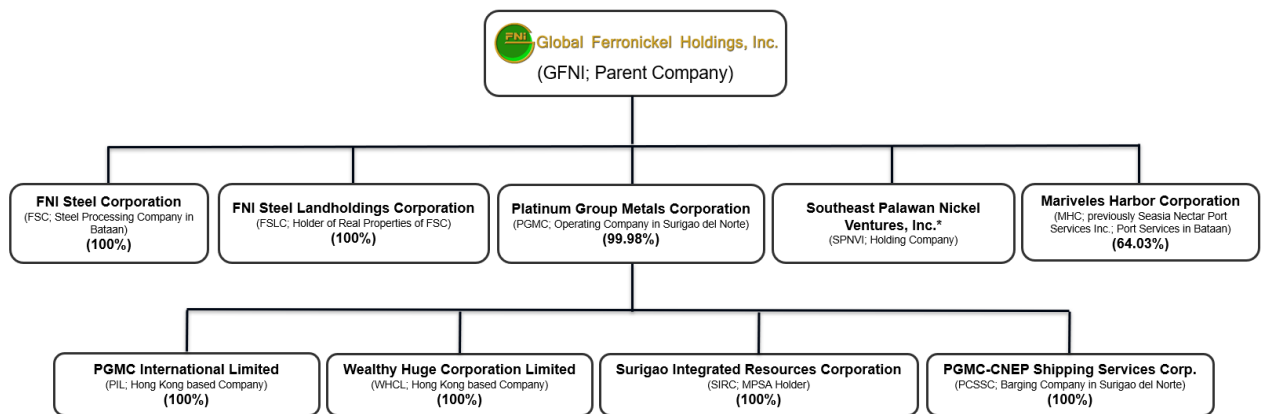 FNi
Global Ferronickel Holdings, Inc.
(GFNI; Parent Company)
FNI Steel Corporation
(FSC; Steel Processing Company in
Bataan)
(100%)
FNI Steel Landholdings Corporation
(FSLC; Holder of Real Properties of FSC)
(100%)
Platinum Group Metals Corporation
(PGMC; Operating Company in Surigao del Norte)
(99.98%)
Southeast Palawan Nickel
Ventures, Inc.*
(SPNVI; Holding Company)
Mariveles Harbor Corporation
(MHC; previously Seasia Nectar Port
Services Inc.; Port Services in Bataan)
(64.03%)
PGMC International Limited
(PIL; Hong Kong based Company)
(100%)
Wealthy Huge Corporation Limited
(WHCL; Hong Kong based Company)
(100%)
Surigao Integrated Resources Corporation
(SIRC; MPSA Holder)
(100%)
PGMC-CNEP Shipping Services Corp.
(PCSSC; Barging Company in Surigao del Norte)
(100%)